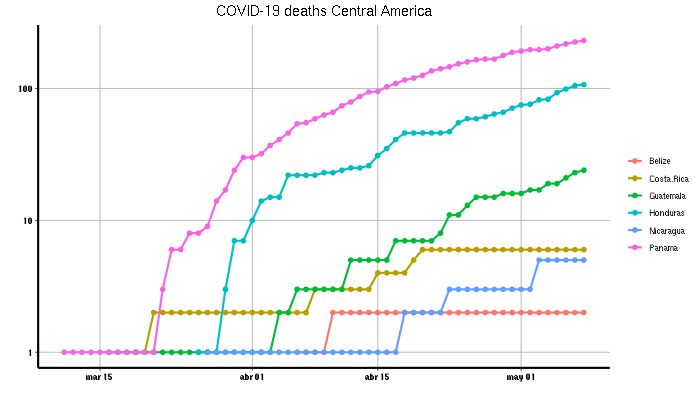 COVID-19 deaths Central America
100
10
1
mar 15
abr 01
abr 15
may 01
Belize
Costa.Rica
Guatemala
Honduras
Nicaragua
Panama